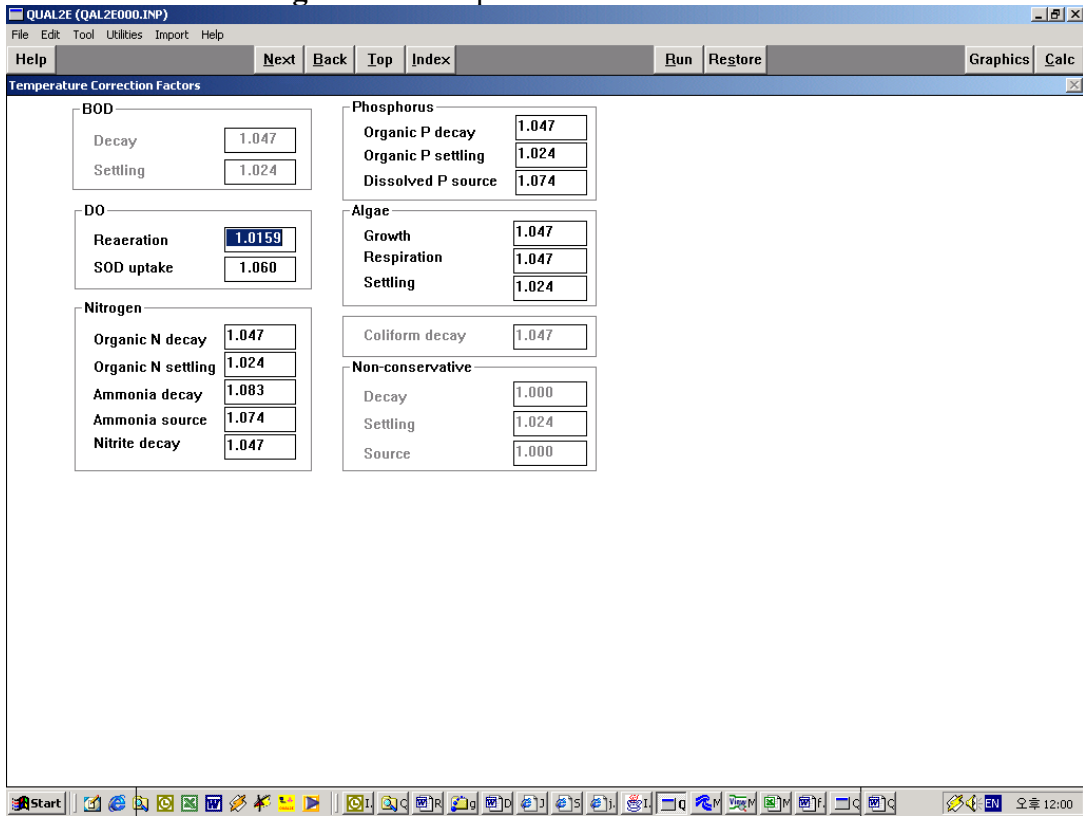 QUAL2E (QAL2E000.INP)
File Edit Tool Utilities Import Help
Help Next Back Top Index Run Restore Graphics Calc
Temperature Correction Factors
BOD
Decay 1.047
Settling 1.024
DO
Reaeration 1.0159
SOD uptake 1.060
Nitrogen
Organic N decay 1.047
Organic N settling 1.024
Ammonia decay 1.083
Ammonia source 1.074
Nitrite decay 1.047
Phosphorus
Organic P decay 1.047
Organic P settling 1.024
Dissolved P source 1.074
Algae
Growth 1.047
Respiration 1.047
Settling 1.024
Coliform decay 1.047
Non-conservative
Decay 1.000
Settling 1.024
Source 1.000
Start EN 오후 12:00